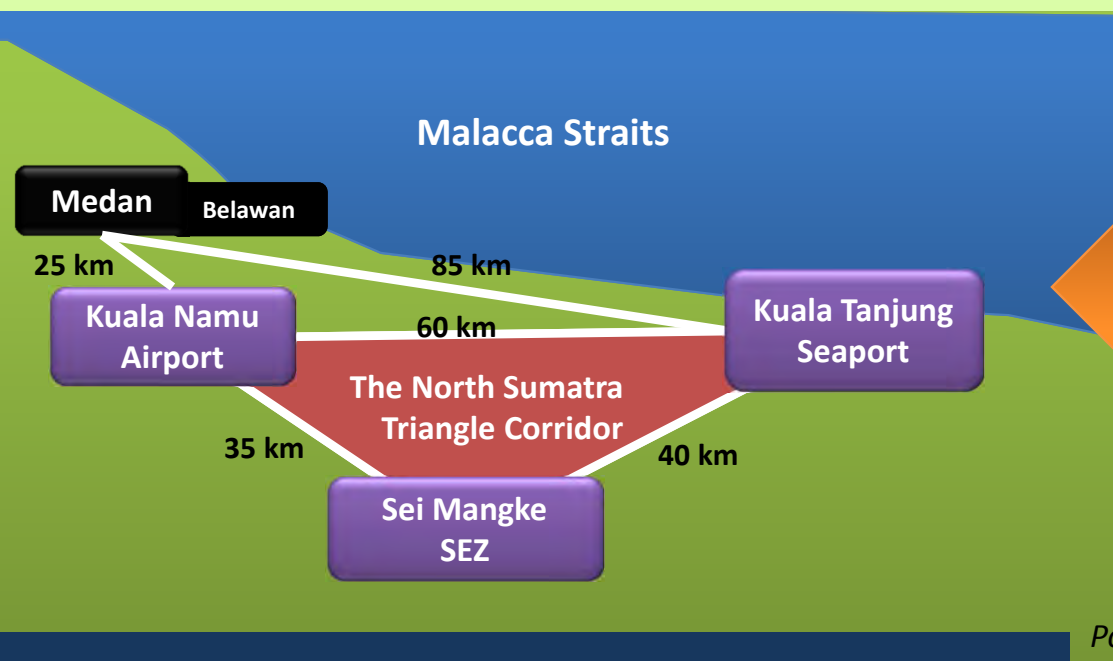 Malacca Straits
Medan
Belawan
25 km
85 km
Kuala Namu
Airport
60 km
Kuala Tanjung
Seaport
The North Sumatra
Triangle Corridor
35 km
40 km
Sei Mangke
SEZ